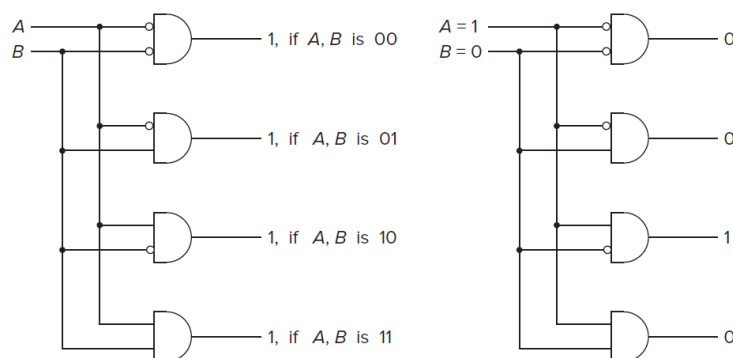 A
B
1, if A, B is 00
1, if A, B is 01
1, if A, B is 10
1, if A, B is 11
A = 1
B = 0
0
0
1
0